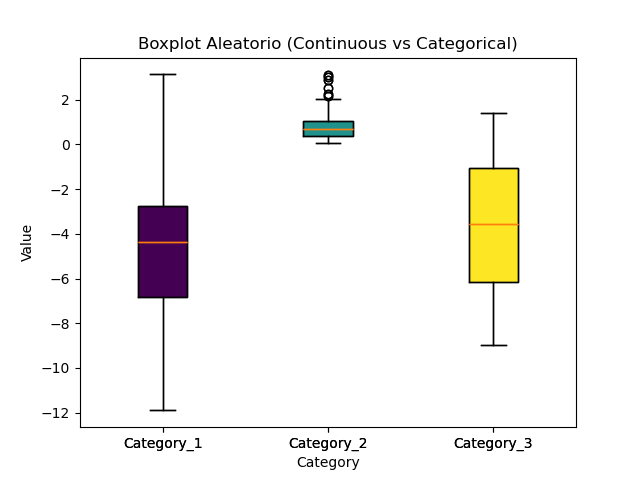 Boxplot Aleatorio (Continuous vs Categorical)
2
0
−2
−4
−6
−8
−10
−12
Value
Category_1
Category_2
Category_3
Category